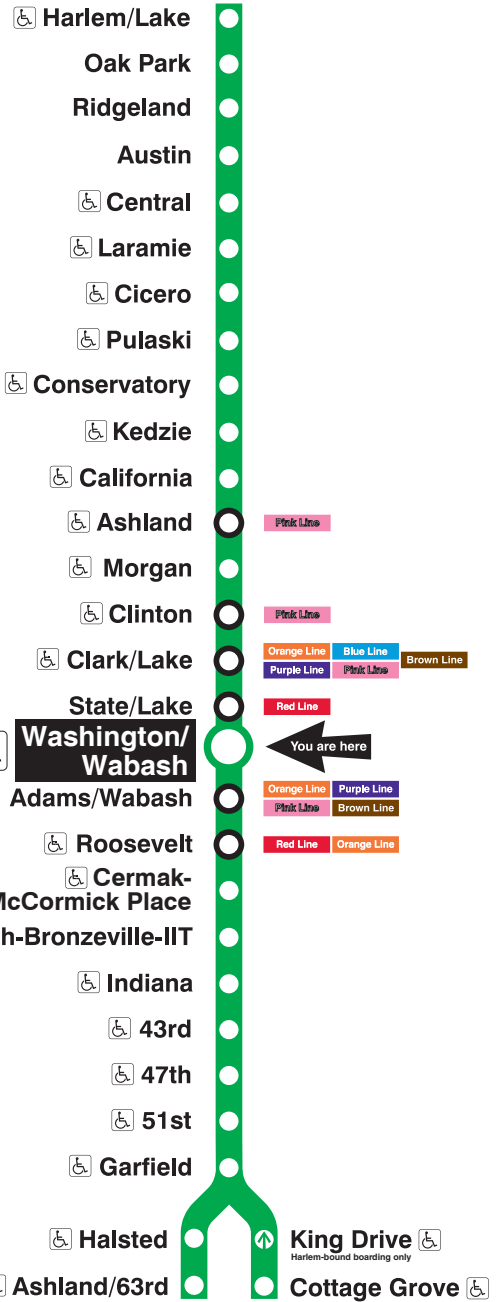 Harlem/Lake
Oak Park
Ridgeland
Austin
Central
Laramie
Cicero
Pulaski
Conservatory
Kedzie
California
Ashland
Pink Line
Morgan
Clinton
Pink Line
Clark/Lake
Orange Line Blue Line
Brown Line
Purple Line Pink Line
State/Lake
Red Line
Washington/
Wabash
You are here
Adams/Wabash
Orange Line Purple Line
Pink Line Brown Line
Roosevelt
Red Line Orange Line
Cermak-
McCormick Place
h-Bronzeville-IIT
Indiana
43rd
47th
51st
Garfield
Halsted
King Drive
Harlem-bound boarding only
Ashland/63rd
Cottage Grove